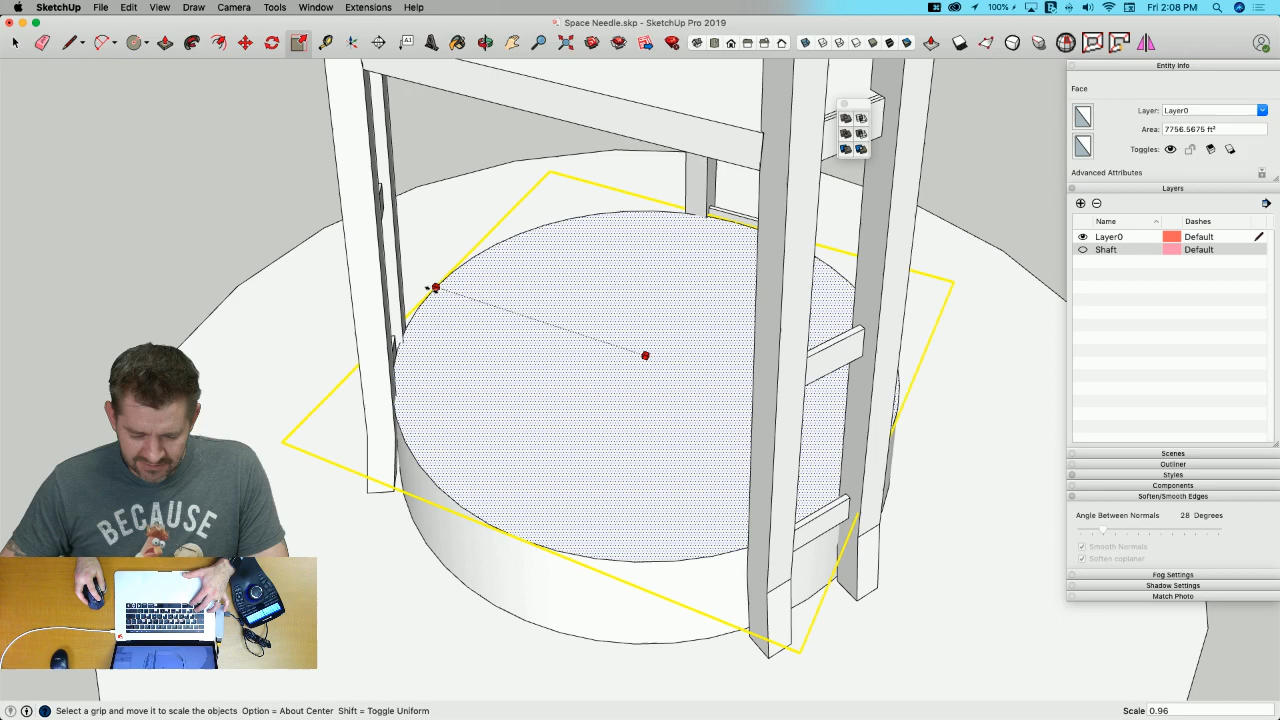 SketchUp File Edit View Draw Camera Tools Window Extensions Help 100% Fri 2:08 PM
Space Needle.skp - SketchUp Pro 2019
Entity Info
Face
Layer: Layer0
Area: 7756.5675 ft²
Toggles:
Advanced Attributes
Layers
Name Dashes
Layer0 Default
Shaft Default
Scenes
Outliner
Styles
Components
Soften/Smooth Edges
Angle Between Normals 28 Degrees
Smooth Normals
Soften coplanar
Fog Settings
Shadow Settings
Match Photo
BECAUSE
Select a grip and move it to scale the objects Option = About Center Shift = Toggle Uniform Scale 0.96